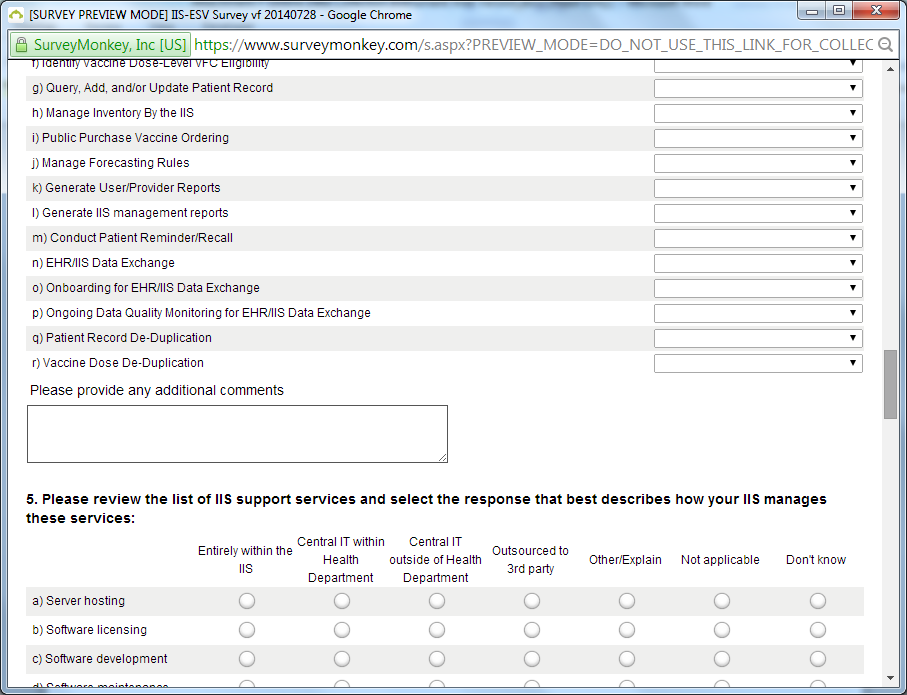 [SURVEY PREVIEW MODE] IIS-ESV Survey vf 20140728 - Google Chrome
SurveyMonkey, Inc [US] https://www.surveymonkey.com/s.aspx?PREVIEW_MODE=DO_NOT_USE_THIS_LINK_FOR_COLLEC
f) Identify Vaccine Dose-Level VFC Eligibility
g) Query, Add, and/or Update Patient Record
h) Manage Inventory By the IIS
i) Public Purchase Vaccine Ordering
j) Manage Forecasting Rules
k) Generate User/Provider Reports
l) Generate IIS management reports
m) Conduct Patient Reminder/Recall
n) EHR/IIS Data Exchange
o) Onboarding for EHR/IIS Data Exchange
p) Ongoing Data Quality Monitoring for EHR/IIS Data Exchange
q) Patient Record De-Duplication
r) Vaccine Dose De-Duplication
Please provide any additional comments
5. Please review the list of IIS support services and select the response that best describes how your IIS manages
these services:
Entirely within the
IIS
Central IT within
Health
Department
Central IT
outside of Health
Department
Outsourced to
3rd party
Other/Explain
Not applicable
Don't know
a) Server hosting
b) Software licensing
c) Software development
d) Software maintenance